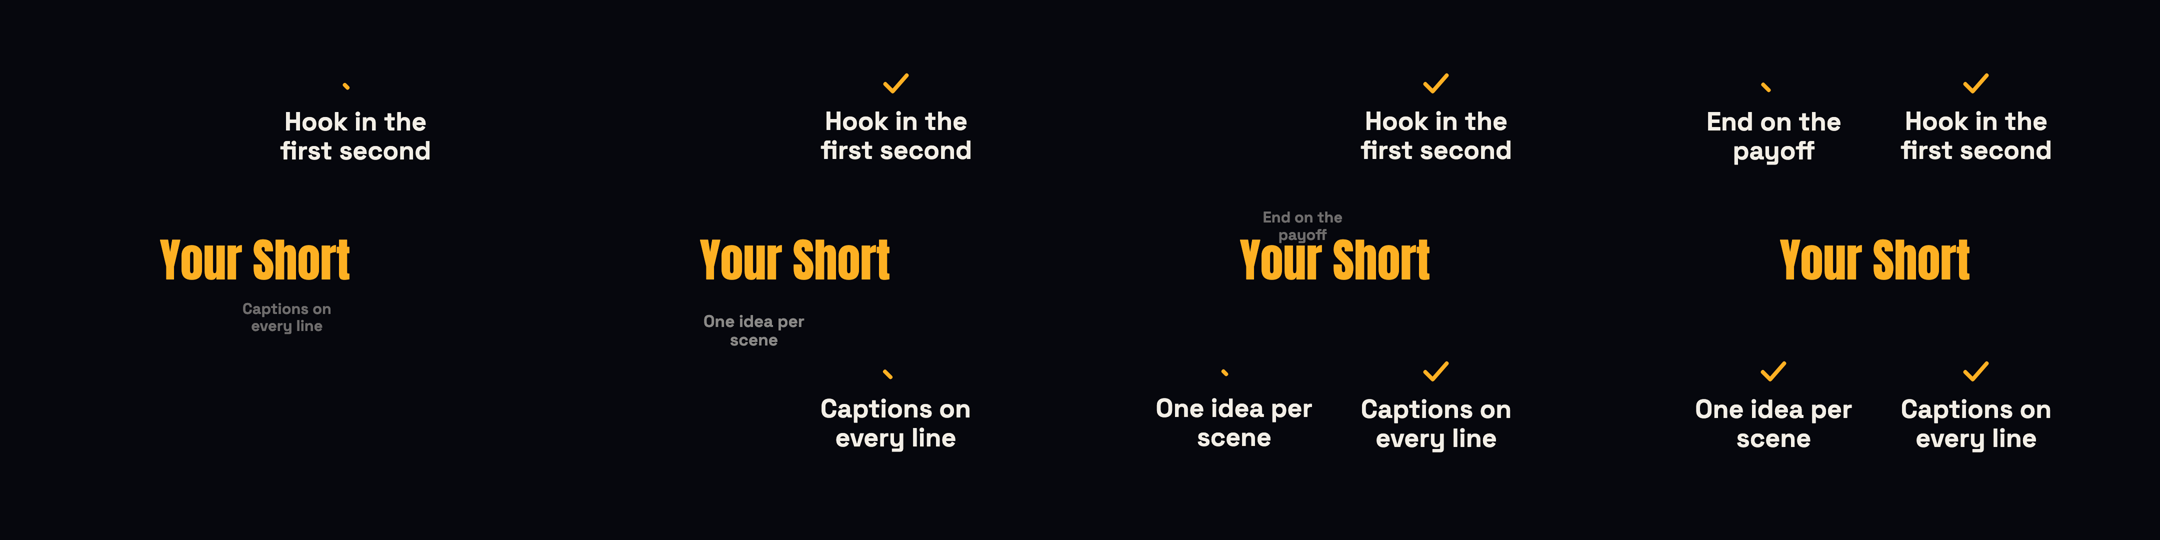 Hook in the
first second
Your Short
Captions on
every line
Hook in the
first second
Your Short
One idea per
scene
Captions on
every line
Hook in the
first second
End on the
payoff
Your Short
One idea per
scene
Captions on
every line
End on the
payoff
Hook in the
first second
Your Short
One idea per
scene
Captions on
every line